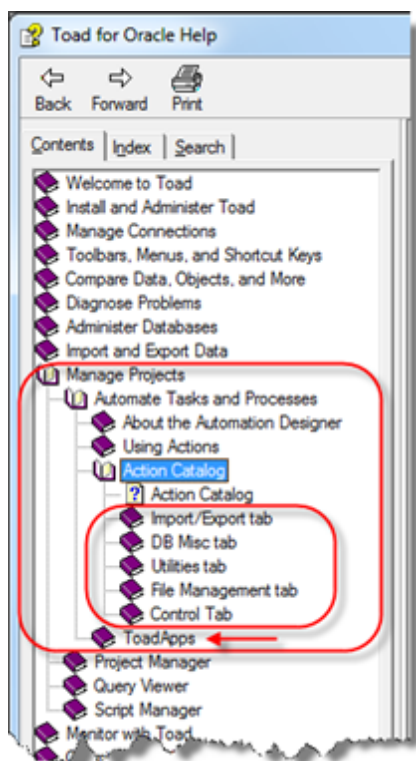 Toad for Oracle Help
Back Forward Print
Contents Index Search
Welcome to Toad
Install and Administer Toad
Manage Connections
Toolbars, Menus, and Shortcut Keys
Compare Data, Objects, and More
Diagnose Problems
Administer Databases
Import and Export Data
Manage Projects
Automate Tasks and Processes
About the Automation Designer
Using Actions
Action Catalog
Action Catalog
Import/Export tab
DB Misc tab
Utilities tab
File Management tab
Control Tab
ToadApps
Project Manager
Query Viewer
Script Manager
Monitor with Toad